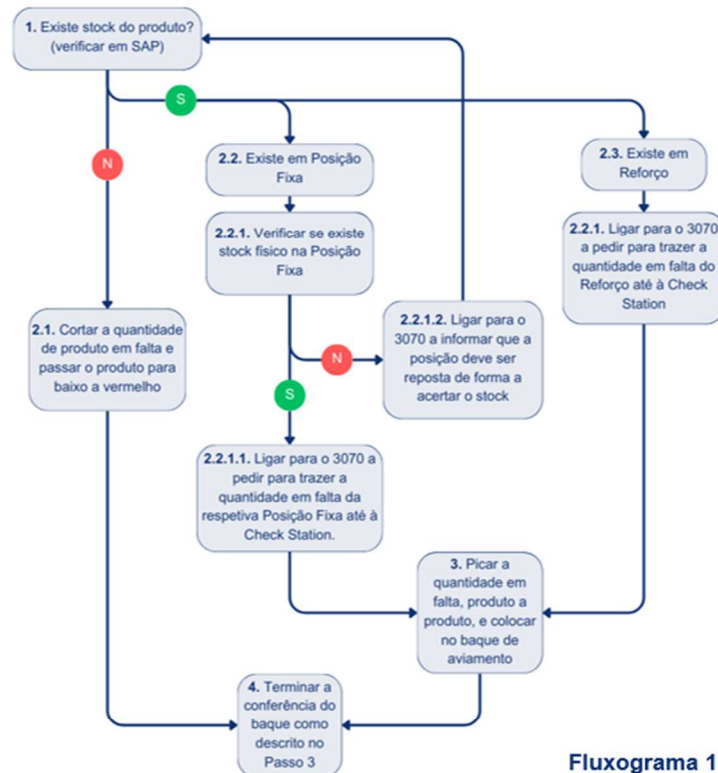 1. Existe stock do produto?
(verificar em SAP)
S
N
2.2. Existe em Posição
Fixa
2.3. Existe em
Reforço
2.2.1. Verificar se existe
stock físico na Posição
Fixa
2.2.1. Ligar para o 3070
a pedir para trazer a
quantidade em falta do
Reforço até à Check
Station
2.1. Cortar a quantidade
de produto em falta e
passar o produto para
baixo a vermelho
2.2.1.2. Ligar para o
3070 a informar que a
posição deve ser
reposta de forma a
acertar o stock
N
S
2.2.1.1. Ligar para o 3070 a
pedir para trazer a
quantidade em falta da
respetiva Posição Fixa até à
Check Station.
3. Picar a
quantidade em
falta, produto a
produto, e colocar
no baque de
aviamento
4. Terminar a
conferência do
baque como
descrito no
Passo 3
Fluxograma 1